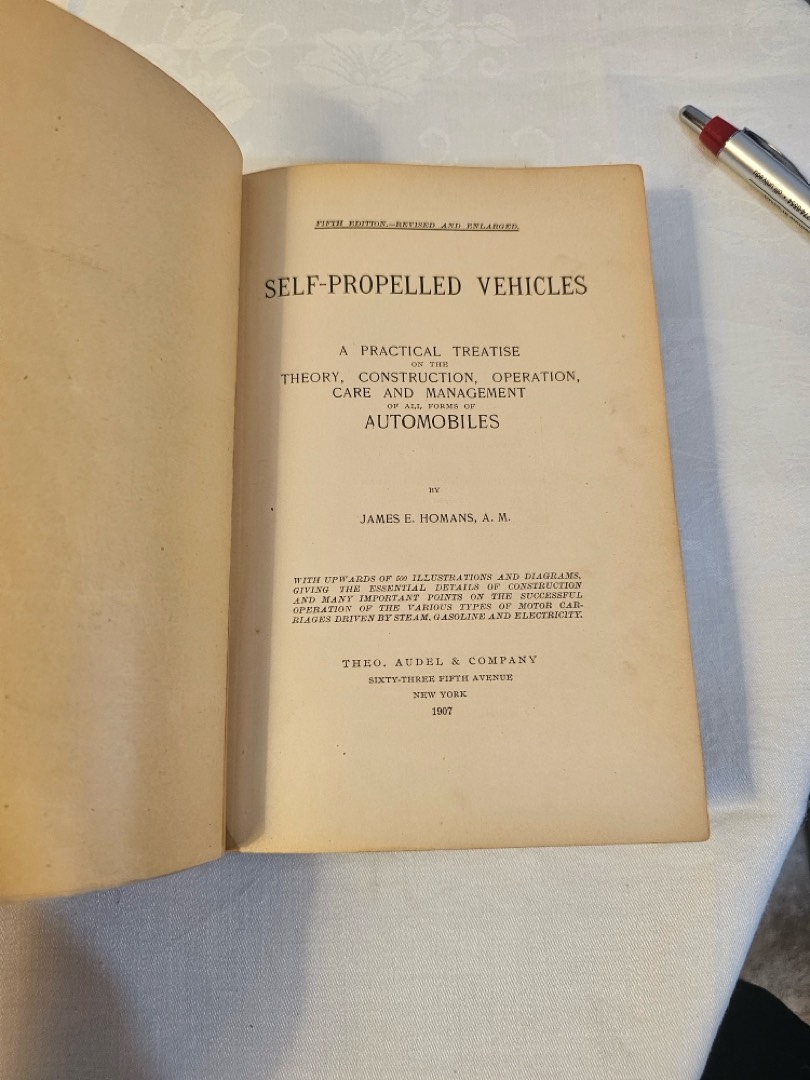 FIFTH EDITION.—REVISED AND ENLARGED.
SELF-PROPELLED VEHICLES
A PRACTICAL TREATISE
ON THE
THEORY, CONSTRUCTION, OPERATION,
CARE AND MANAGEMENT
OF ALL FORMS OF
AUTOMOBILES
BY
JAMES E. HOMANS, A. M.
WITH UPWARDS OF 500 ILLUSTRATIONS AND DIAGRAMS,
GIVING THE ESSENTIAL DETAILS OF CONSTRUCTION
AND MANY IMPORTANT POINTS ON THE SUCCESSFUL
OPERATION OF THE VARIOUS TYPES OF MOTOR CAR-
RIAGES DRIVEN BY STEAM, GASOLINE AND ELECTRICITY.
THEO. AUDEL & COMPANY
SIXTY-THREE FIFTH AVENUE
NEW YORK
1907